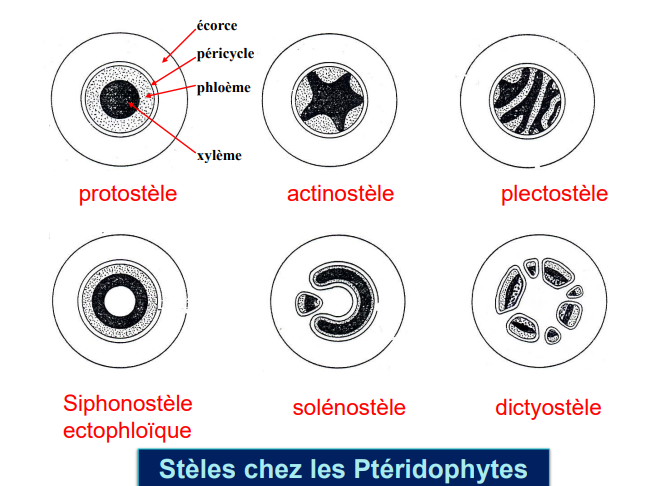 écorce
péricycle
phloème
xylème
protostèle
actinostèle
plectostèle
Siphonostèle
ectophloïque
solénostèle
dictyostèle
Stèles chez les Ptéridophytes